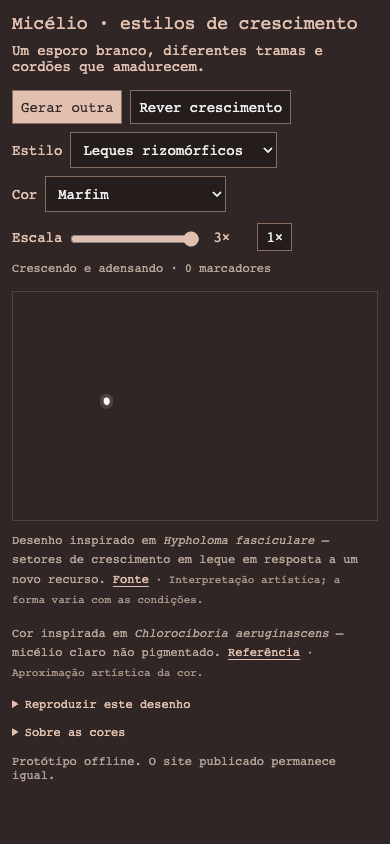 Micélio · estilos de crescimento
Um esporo branco, diferentes tramas e
cordões que amadurecem.
Gerar outra Rever crescimento
Estilo Leques rizomórficos
Cor Marfim
Escala 3× 1×
Crescendo e adensando · 0 marcadores
Desenho inspirado em Hypholoma fasciculare —
setores de crescimento em leque em resposta a um
novo recurso. Fonte · Interpretação artística; a
forma varia com as condições.
Cor inspirada em Chlorociboria aeruginascens —
micélio claro não pigmentado. Referência ·
Aproximação artística da cor.
Reproduzir este desenho
Sobre as cores
Protótipo offline. O site publicado permanece
igual.